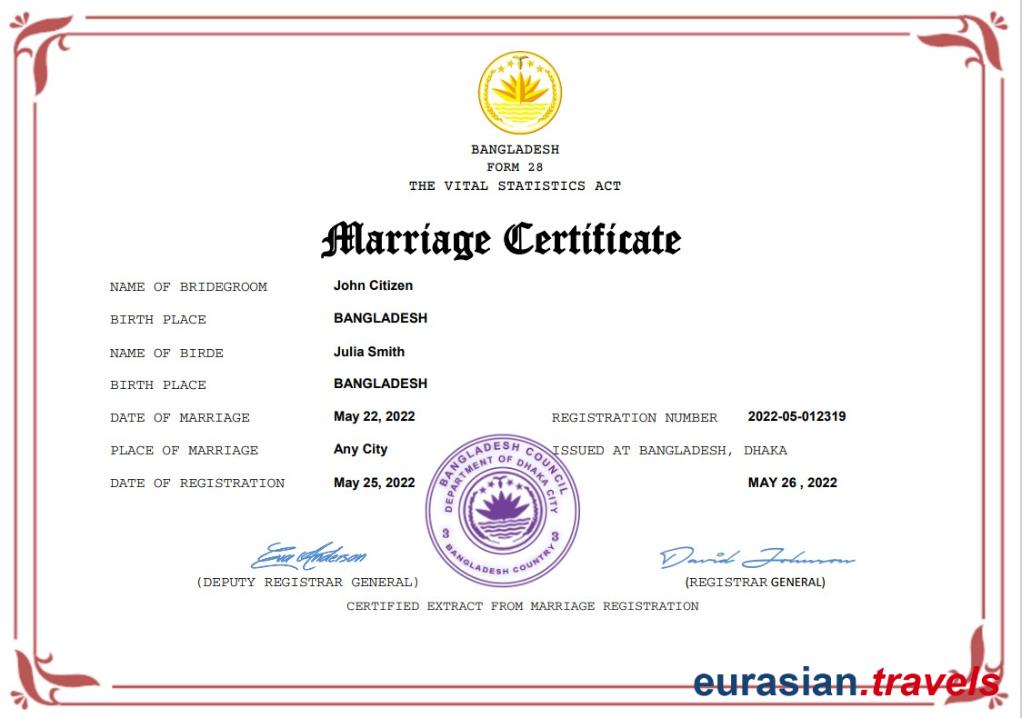 BANGLADESH
FORM 28
THE VITAL STATISTICS ACT
Marriage Certificate
NAME OF BRIDEGROOM John Citizen
BIRTH PLACE BANGLADESH
NAME OF BIRDE Julia Smith
BIRTH PLACE BANGLADESH
DATE OF MARRIAGE May 22, 2022 REGISTRATION NUMBER 2022-05-012319
PLACE OF MARRIAGE Any City ISSUED AT BANGLADESH, DHAKA
DATE OF REGISTRATION May 25, 2022 MAY 26 , 2022
BANGLADESH COUNCIL
DEPARTMENT OF DHAKA CITY
3 BANGLADESH COUNTRY 3
Eva Anderson David Johnson
(DEPUTY REGISTRAR GENERAL) (REGISTRAR GENERAL)
CERTIFIED EXTRACT FROM MARRIAGE REGISTRATION
eurasian.travels